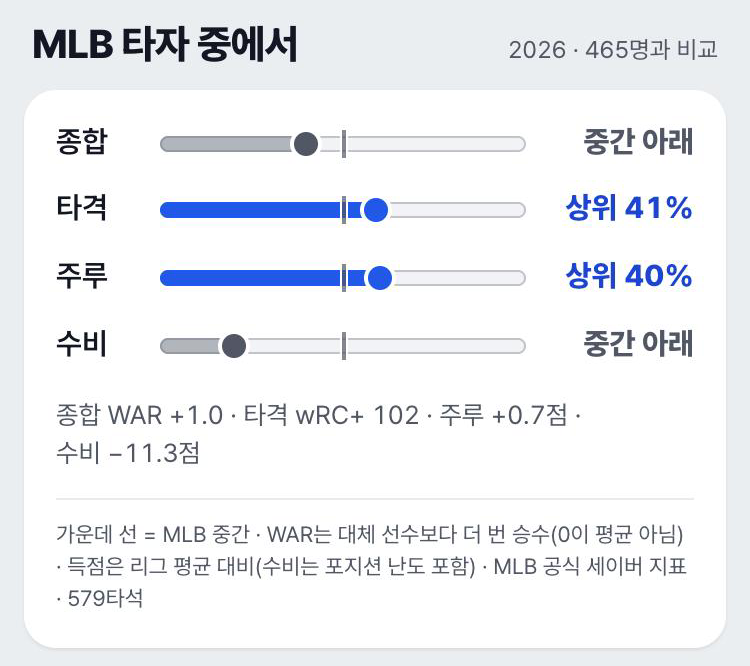 MLB 타자 중에서
2026 · 465명과 비교
종합 중간 아래
타격 상위 41%
주루 상위 40%
수비 중간 아래
종합 WAR +1.0 · 타격 wRC+ 102 · 주루 +0.7점 ·
수비 −11.3점
가운데 선 = MLB 중간 · WAR는 대체 선수보다 더 번 승수(0이 평균 아님)
· 득점은 리그 평균 대비(수비는 포지션 난도 포함) · MLB 공식 세이버 지표
· 579타석